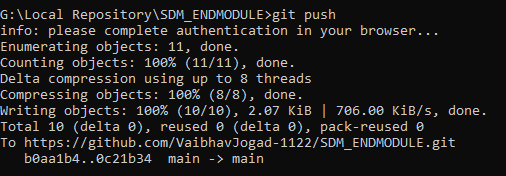 G:\Local Repository\SDM_ENDMODULE>git push
info: please complete authentication in your browser...
Enumerating objects: 11, done.
Counting objects: 100% (11/11), done.
Delta compression using up to 8 threads
Compressing objects: 100% (8/8), done.
Writing objects: 100% (10/10), 2.07 KiB | 706.00 KiB/s, done.
Total 10 (delta 0), reused 0 (delta 0), pack-reused 0
To https://github.com/VaibhavJogad-1122/SDM_ENDMODULE.git
   b0aa1b4..0c21b34  main -> main